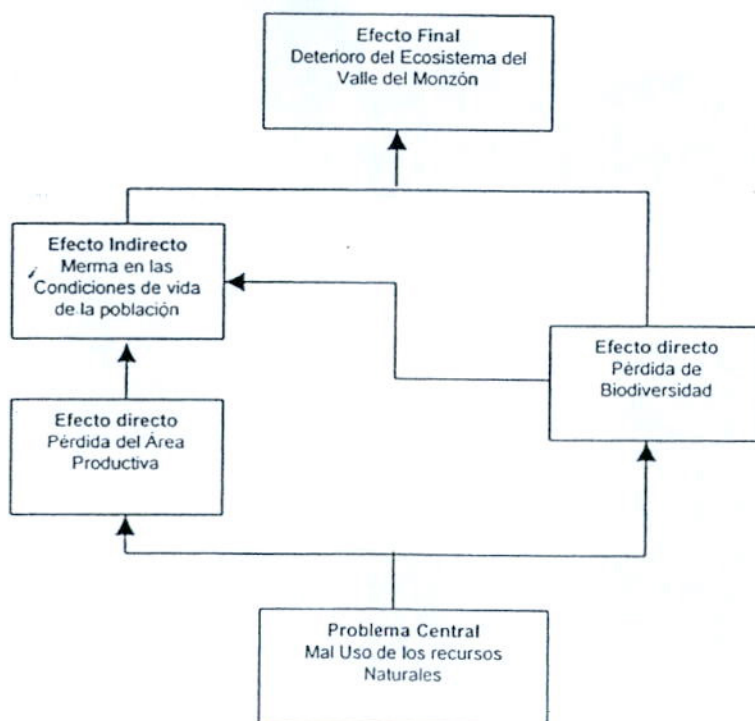 Efecto Final
Deterioro del Ecosistema del
Valle del Monzón
Efecto Indirecto
Merma en las
Condiciones de vida
de la población
Efecto directo
Pérdida de
Biodiversidad
Efecto directo
Pérdida del Área
Productiva
Problema Central
Mal Uso de los recursos
Naturales